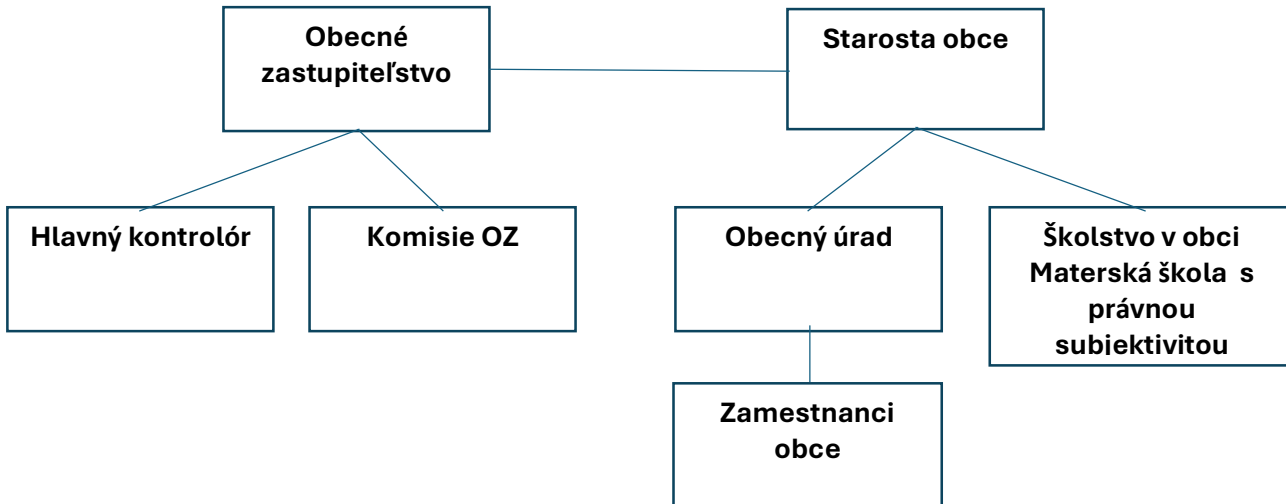 Obecné
zastupiteľstvo
Starosta obce
Hlavný kontrolór
Komisie OZ
Obecný úrad
Školstvo v obci
Materská škola  s
právnou
subjektivitou
Zamestnanci
obce